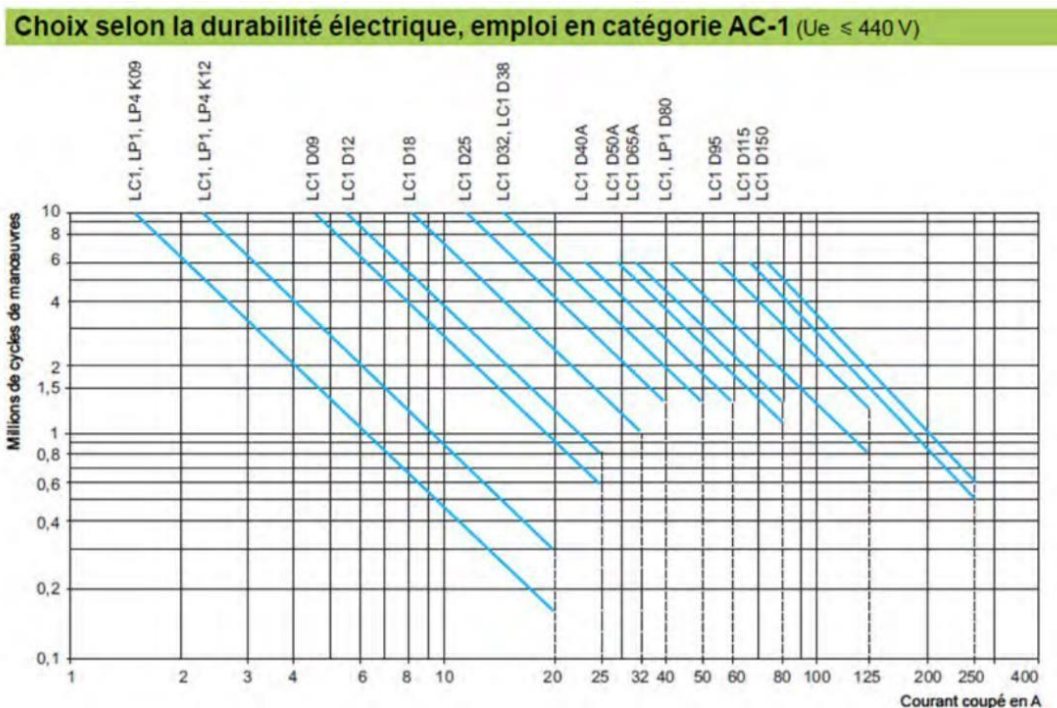 Choix selon la durabilité électrique, emploi en catégorie AC-1 (Ue ≤ 440 V)
LC1, LP1, LP4 K09
LC1, LP1, LP4 K12
LC1 D09
LC1 D12
LC1 D18
LC1 D25
LC1 D32, LC1 D38
LC1 D40A
LC1 D50A
LC1 D65A
LC1, LP1 D80
LC1 D95
LC1 D115
LC1 D150
Millions de cycles de manœuvres
10
8
6
4
2
1,5
1
0,8
0,6
0,4
0,2
0,1
1 2 3 4 6 8 10 20 25 32 40 50 60 80 100 125 200 250 400
Courant coupé en A